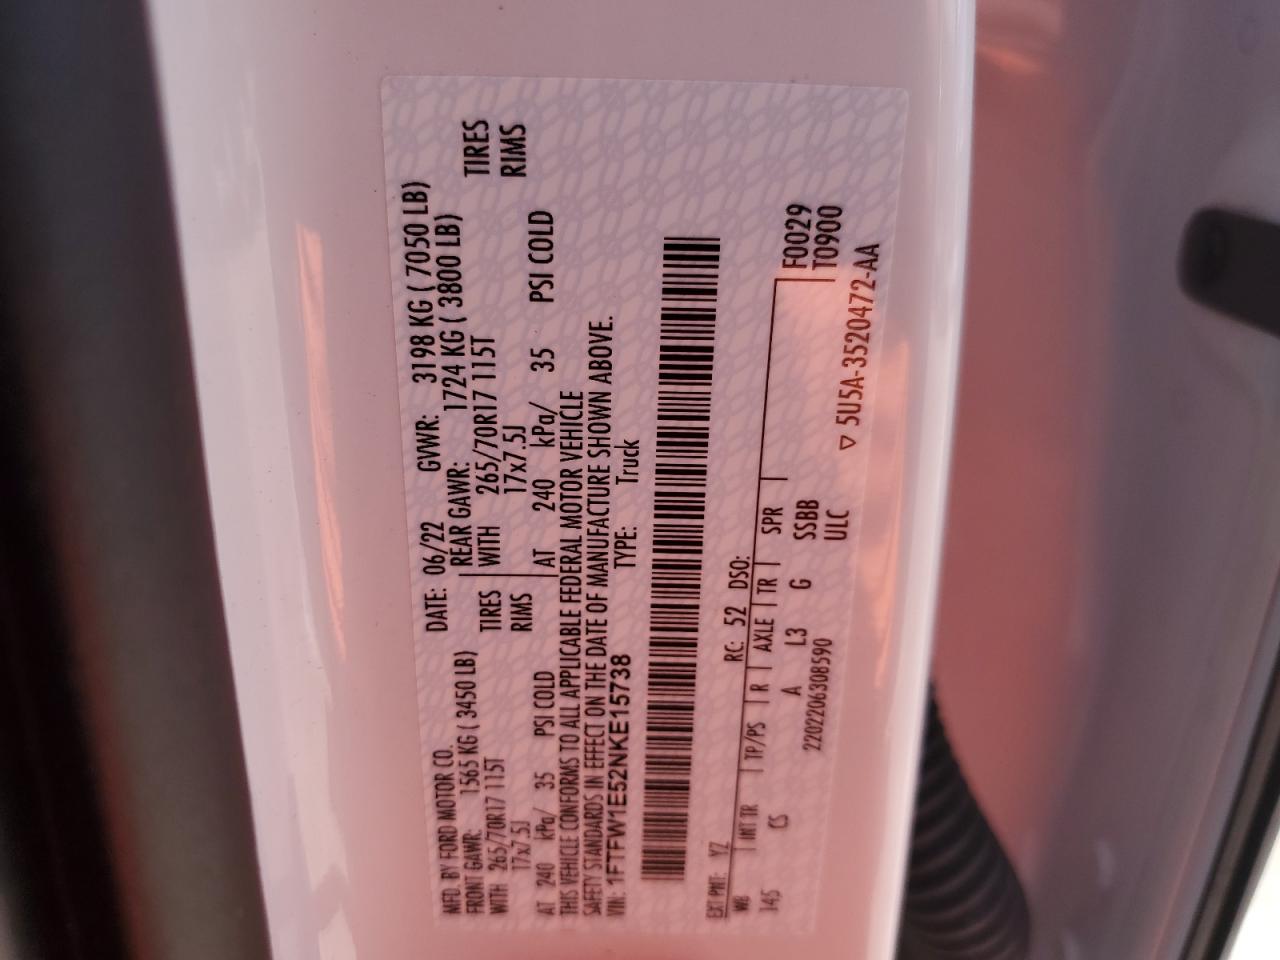 MFD. BY FORD MOTOR CO.
DATE: 06/22 GVWR: 3198 KG ( 7050 LB)
FRONT GAWR: 1565 KG ( 3450 LB) REAR GAWR: 1724 KG ( 3800 LB)
WITH 265/70R17 115T TIRES WITH 265/70R17 115T TIRES
17x7.5J RIMS 17x7.5J RIMS
AT 240 kPa/ 35 PSI COLD AT 240 kPa/ 35 PSI COLD
THIS VEHICLE CONFORMS TO ALL APPLICABLE FEDERAL MOTOR VEHICLE
SAFETY STANDARDS IN EFFECT ON THE DATE OF MANUFACTURE SHOWN ABOVE.
VIN: 1FTFW1E52NKE15738 TYPE: Truck
EXT PNT: YZ RC: 52 DSO:
WB INT TR TP/PS R AXLE TR SPR F0029
145 CS A L3 G SSBB T0900
ULC
2202206308590
▽ 5U5A-3520472-AA